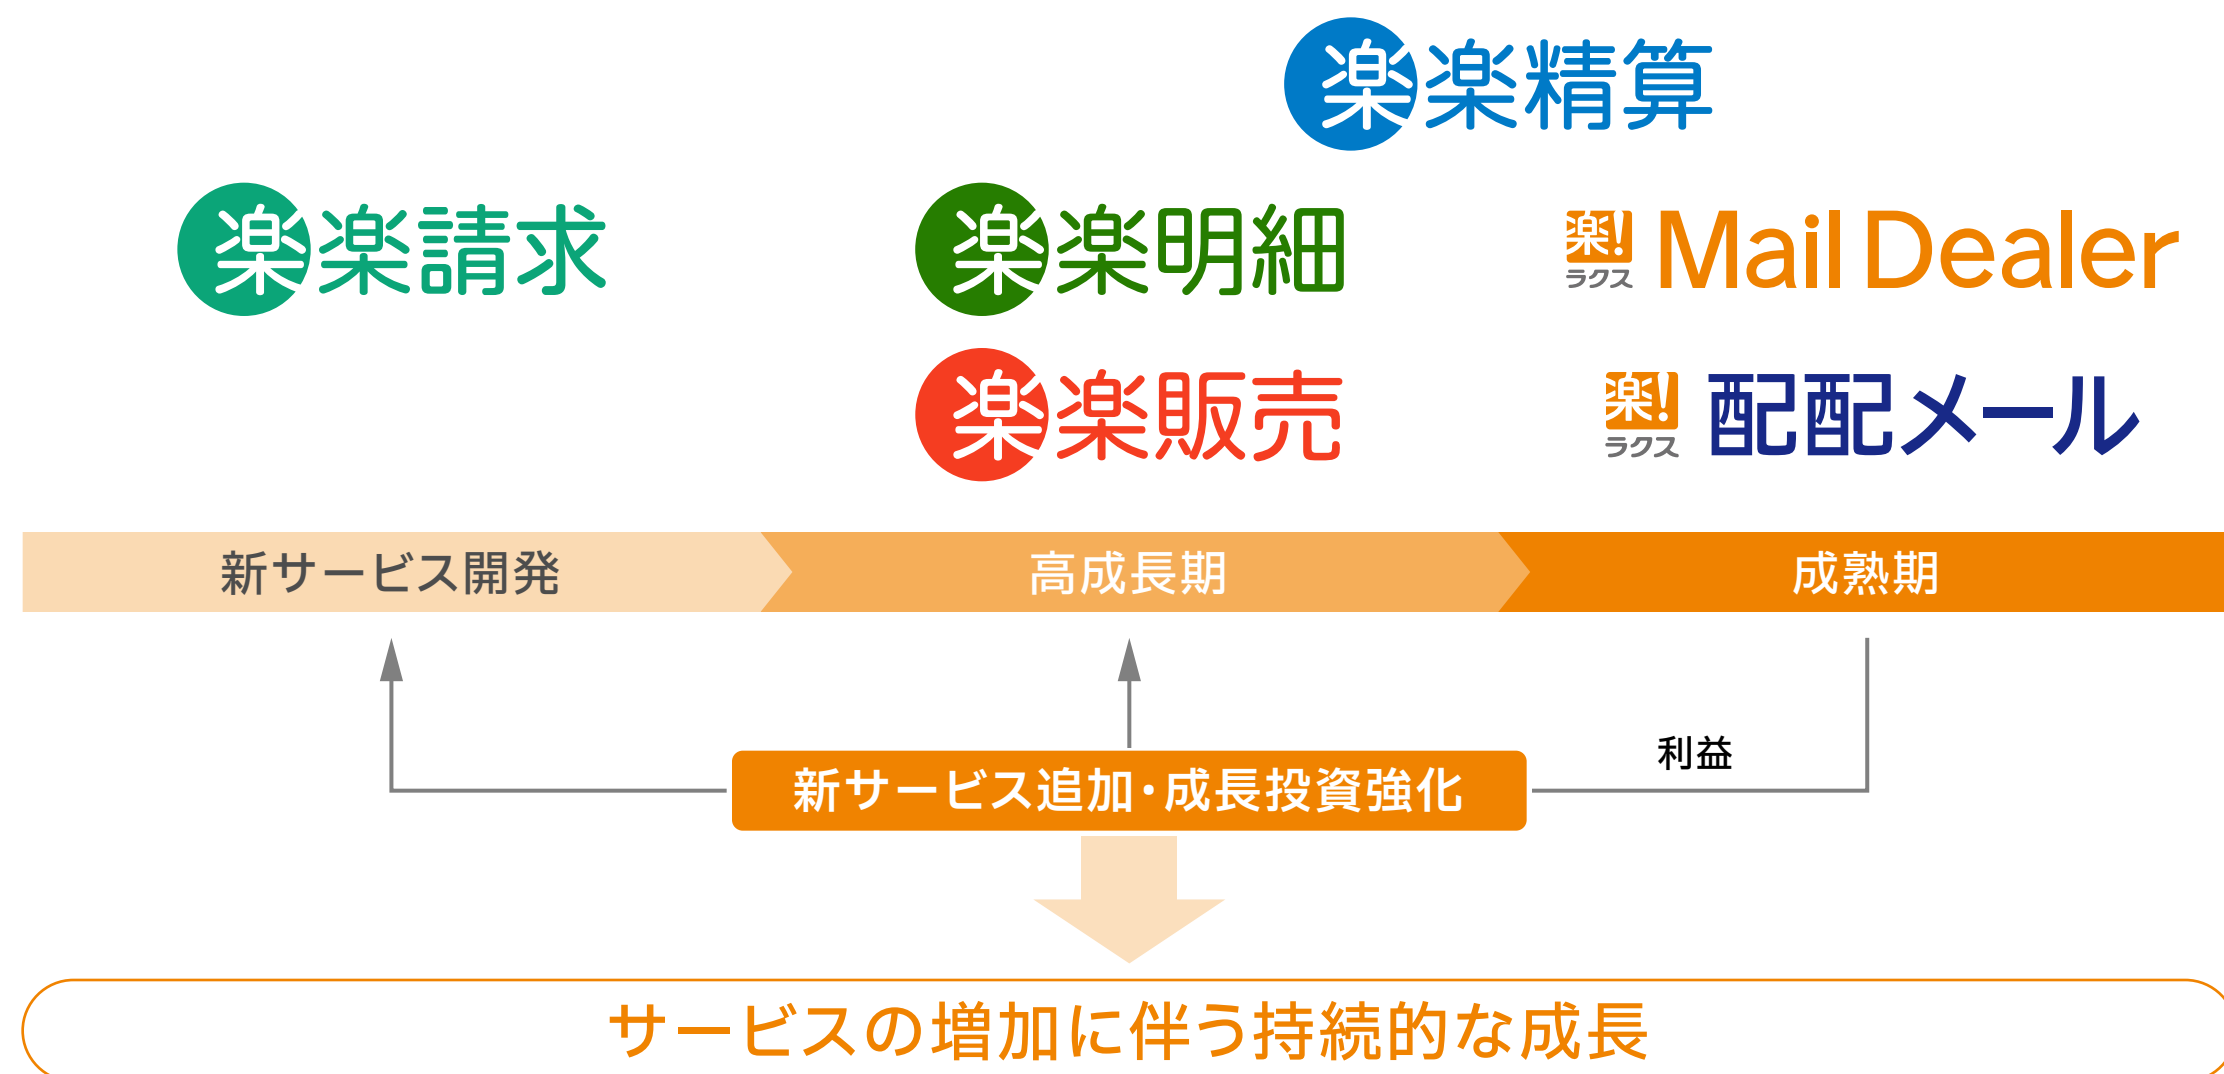 楽楽精算
楽楽請求
楽楽明細
楽!
ラクス
Mail Dealer
楽楽販売
楽!
ラクス
配配メール
新サービス開発
高成長期
成熟期
利益
新サービス追加・成長投資強化
サービスの増加に伴う持続的な成長